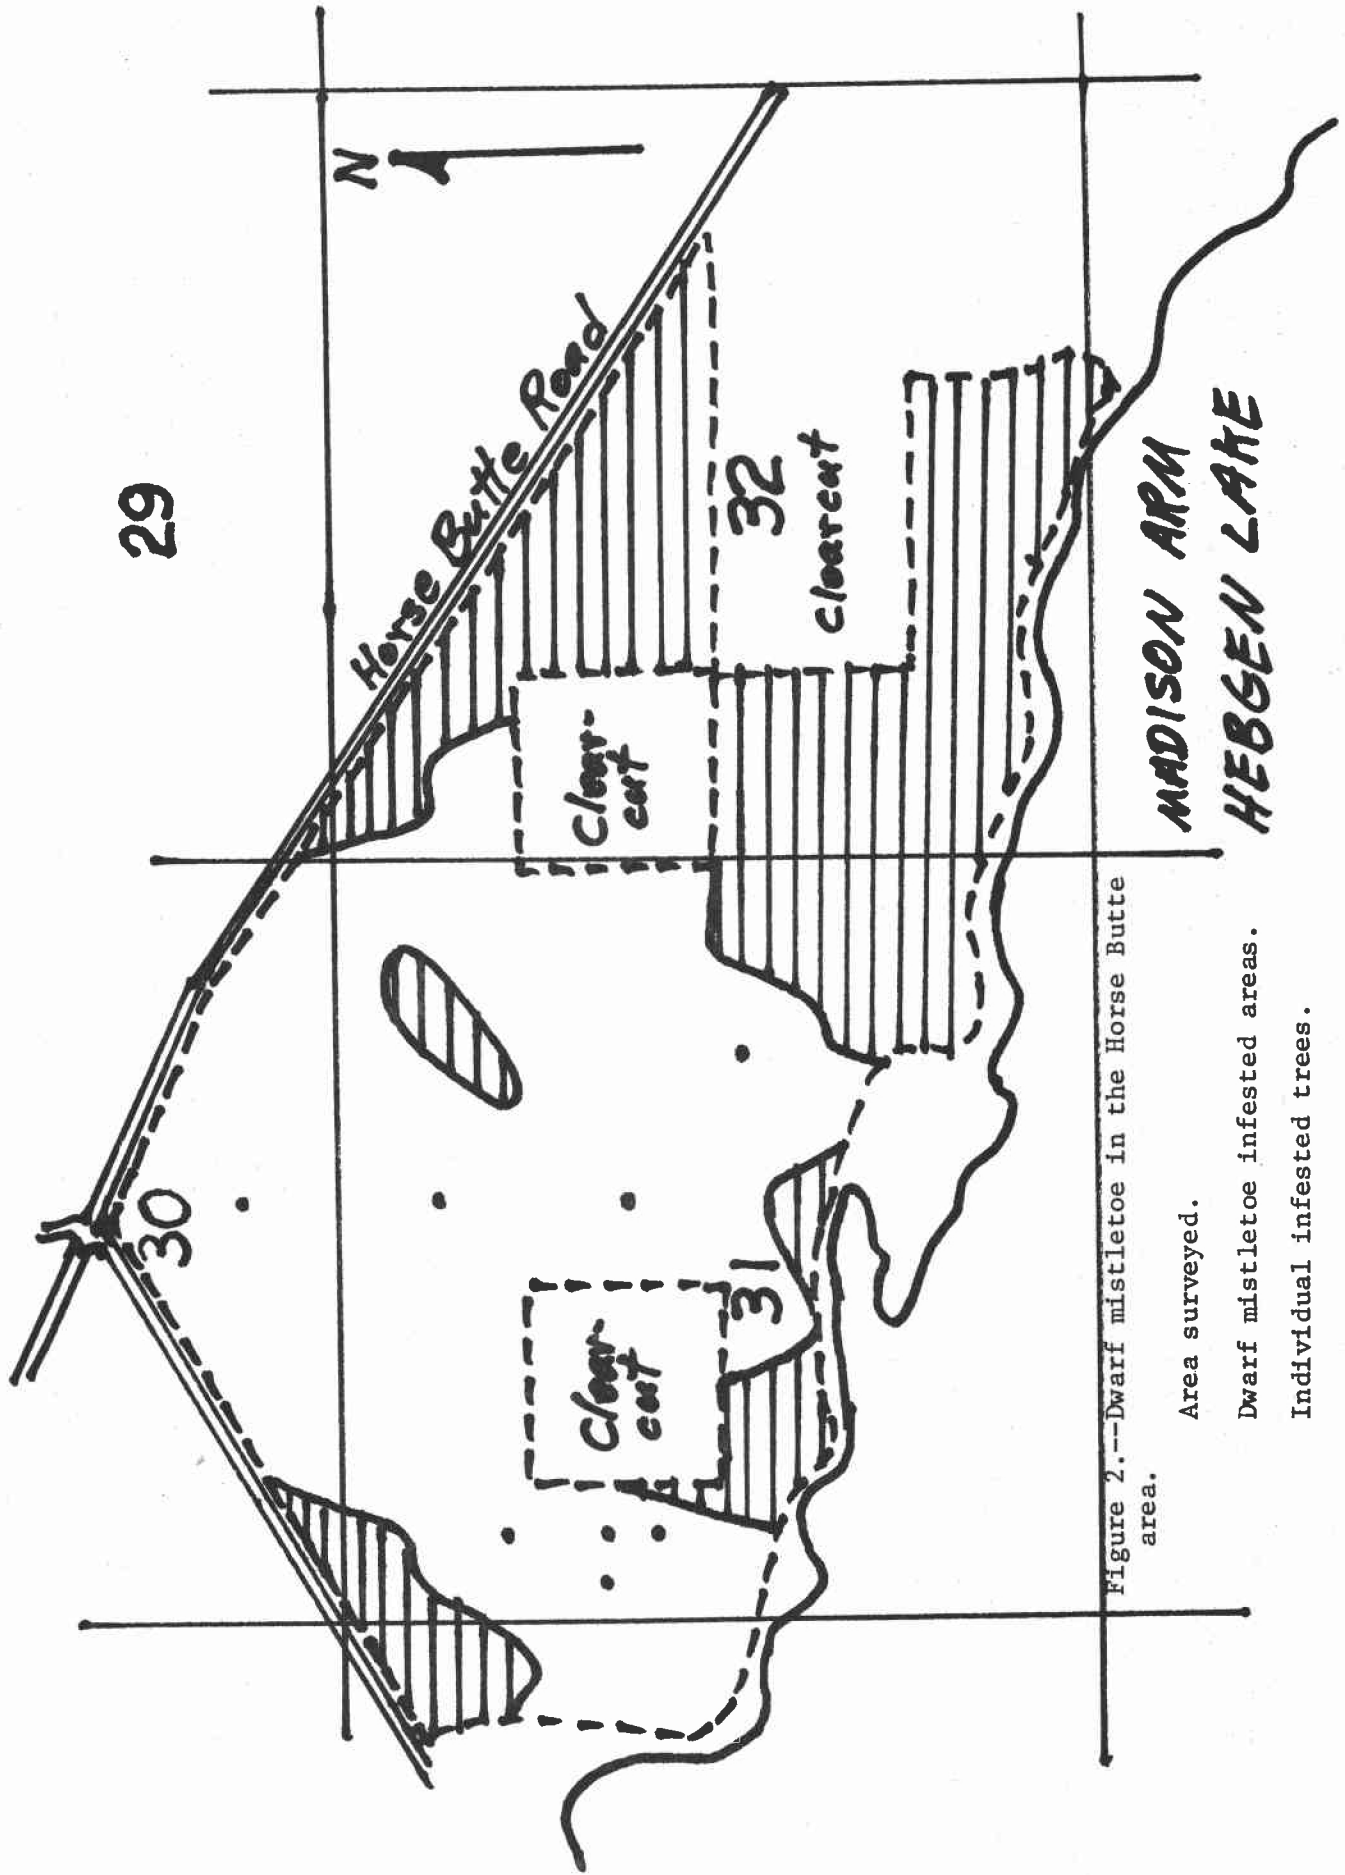 29
N
Horse Butte Road
30
32
clearcut
Clear-
cut
Clear-
cut
31
MADISON ARM
HEBGEN LAKE
Figure 2.--Dwarf mistletoe in the Horse Butte
area.
Area surveyed.
Dwarf mistletoe infested areas.
Individual infested trees.